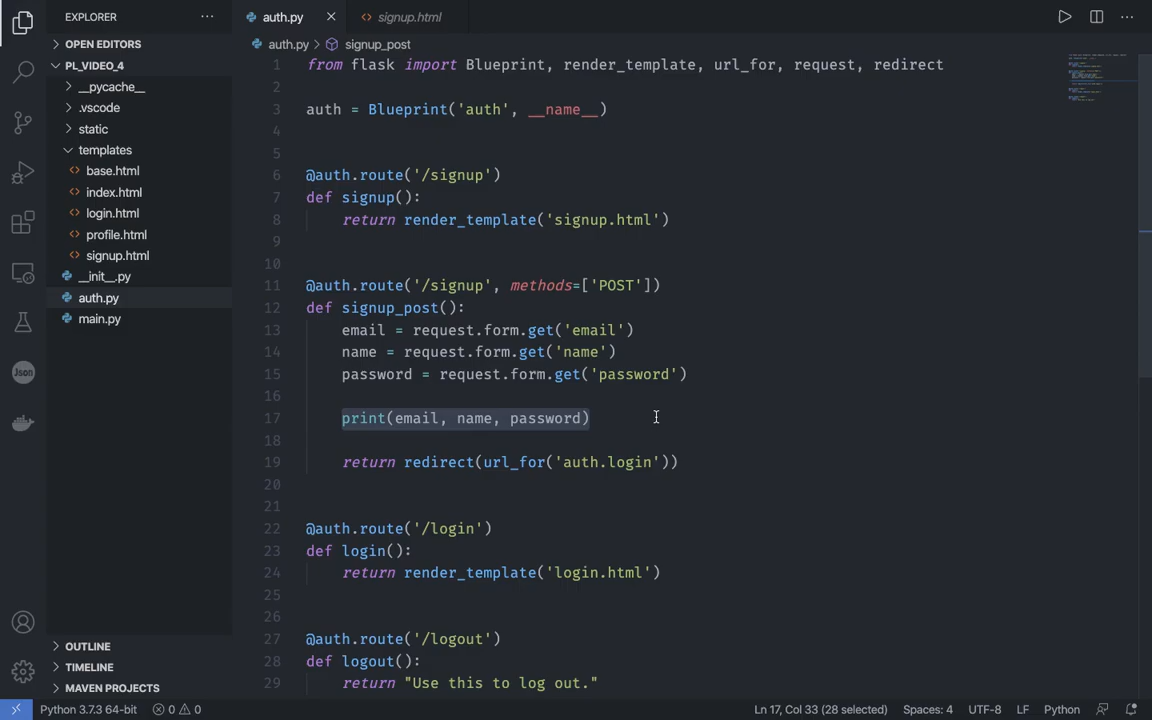 EXPLORER ...
OPEN EDITORS
PL_VIDEO_4
__pycache__
.vscode
static
templates
base.html
index.html
login.html
profile.html
signup.html
__init__.py
auth.py
main.py
OUTLINE
TIMELINE
MAVEN PROJECTS
Json
auth.py
signup.html
auth.py > signup_post
1 from flask import Blueprint, render_template, url_for, request, redirect
2
3 auth = Blueprint('auth', __name__)
4
5
6 @auth.route('/signup')
7 def signup():
8 return render_template('signup.html')
9
10
11 @auth.route('/signup', methods=['POST'])
12 def signup_post():
13 email = request.form.get('email')
14 name = request.form.get('name')
15 password = request.form.get('password')
16
17 print(email, name, password)
18
19 return redirect(url_for('auth.login'))
20
21
22 @auth.route('/login')
23 def login():
24 return render_template('login.html')
25
26
27 @auth.route('/logout')
28 def logout():
29 return "Use this to log out."
Python 3.7.3 64-bit 0 0 Ln 17, Col 33 (28 selected) Spaces: 4 UTF-8 LF Python